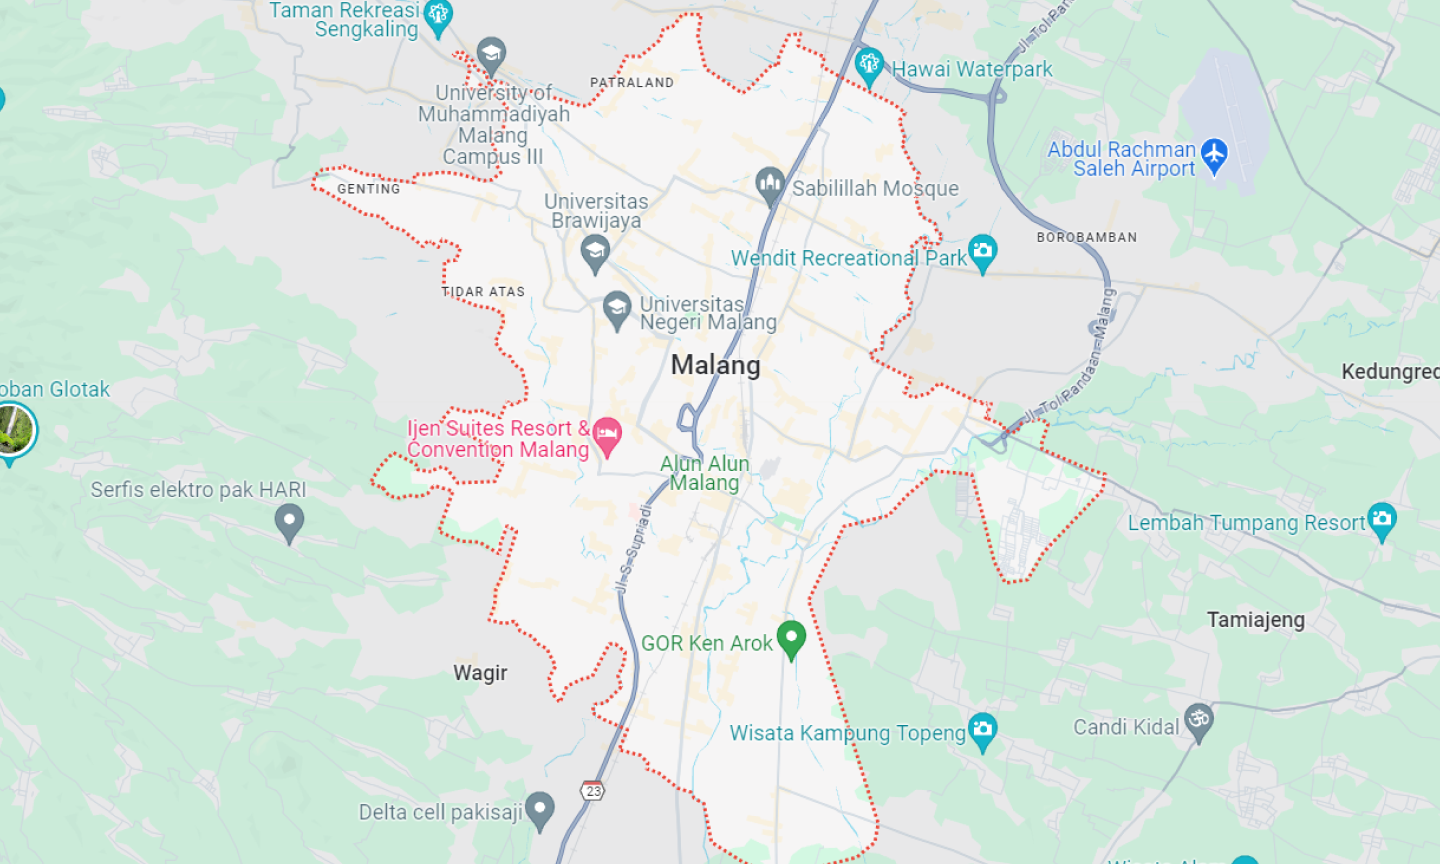 Taman Rekreasi
Sengkaling
Jl. Tol Panda
Hawai Waterpark
PATRALAND
University of
Muhammadiyah
Malang
Campus III
Abdul Rachman
Saleh Airport
GENTING
Sabilillah Mosque
Universitas
Brawijaya
BOROBAMBAN
Wendit Recreational Park
TIDAR ATAS
Universitas
Negeri Malang
Jl. Tol Pandaan - Malang
Malang
Kedungred
oban Glotak
Ijen Suites Resort &
Convention Malang
Alun Alun
Malang
Serfis elektro pak HARI
Lembah Tumpang Resort
Jl. S. Supriadi
Tamiajeng
GOR Ken Arok
Wagir
Candi Kidal
Wisata Kampung Topeng
23
Delta cell pakisaji